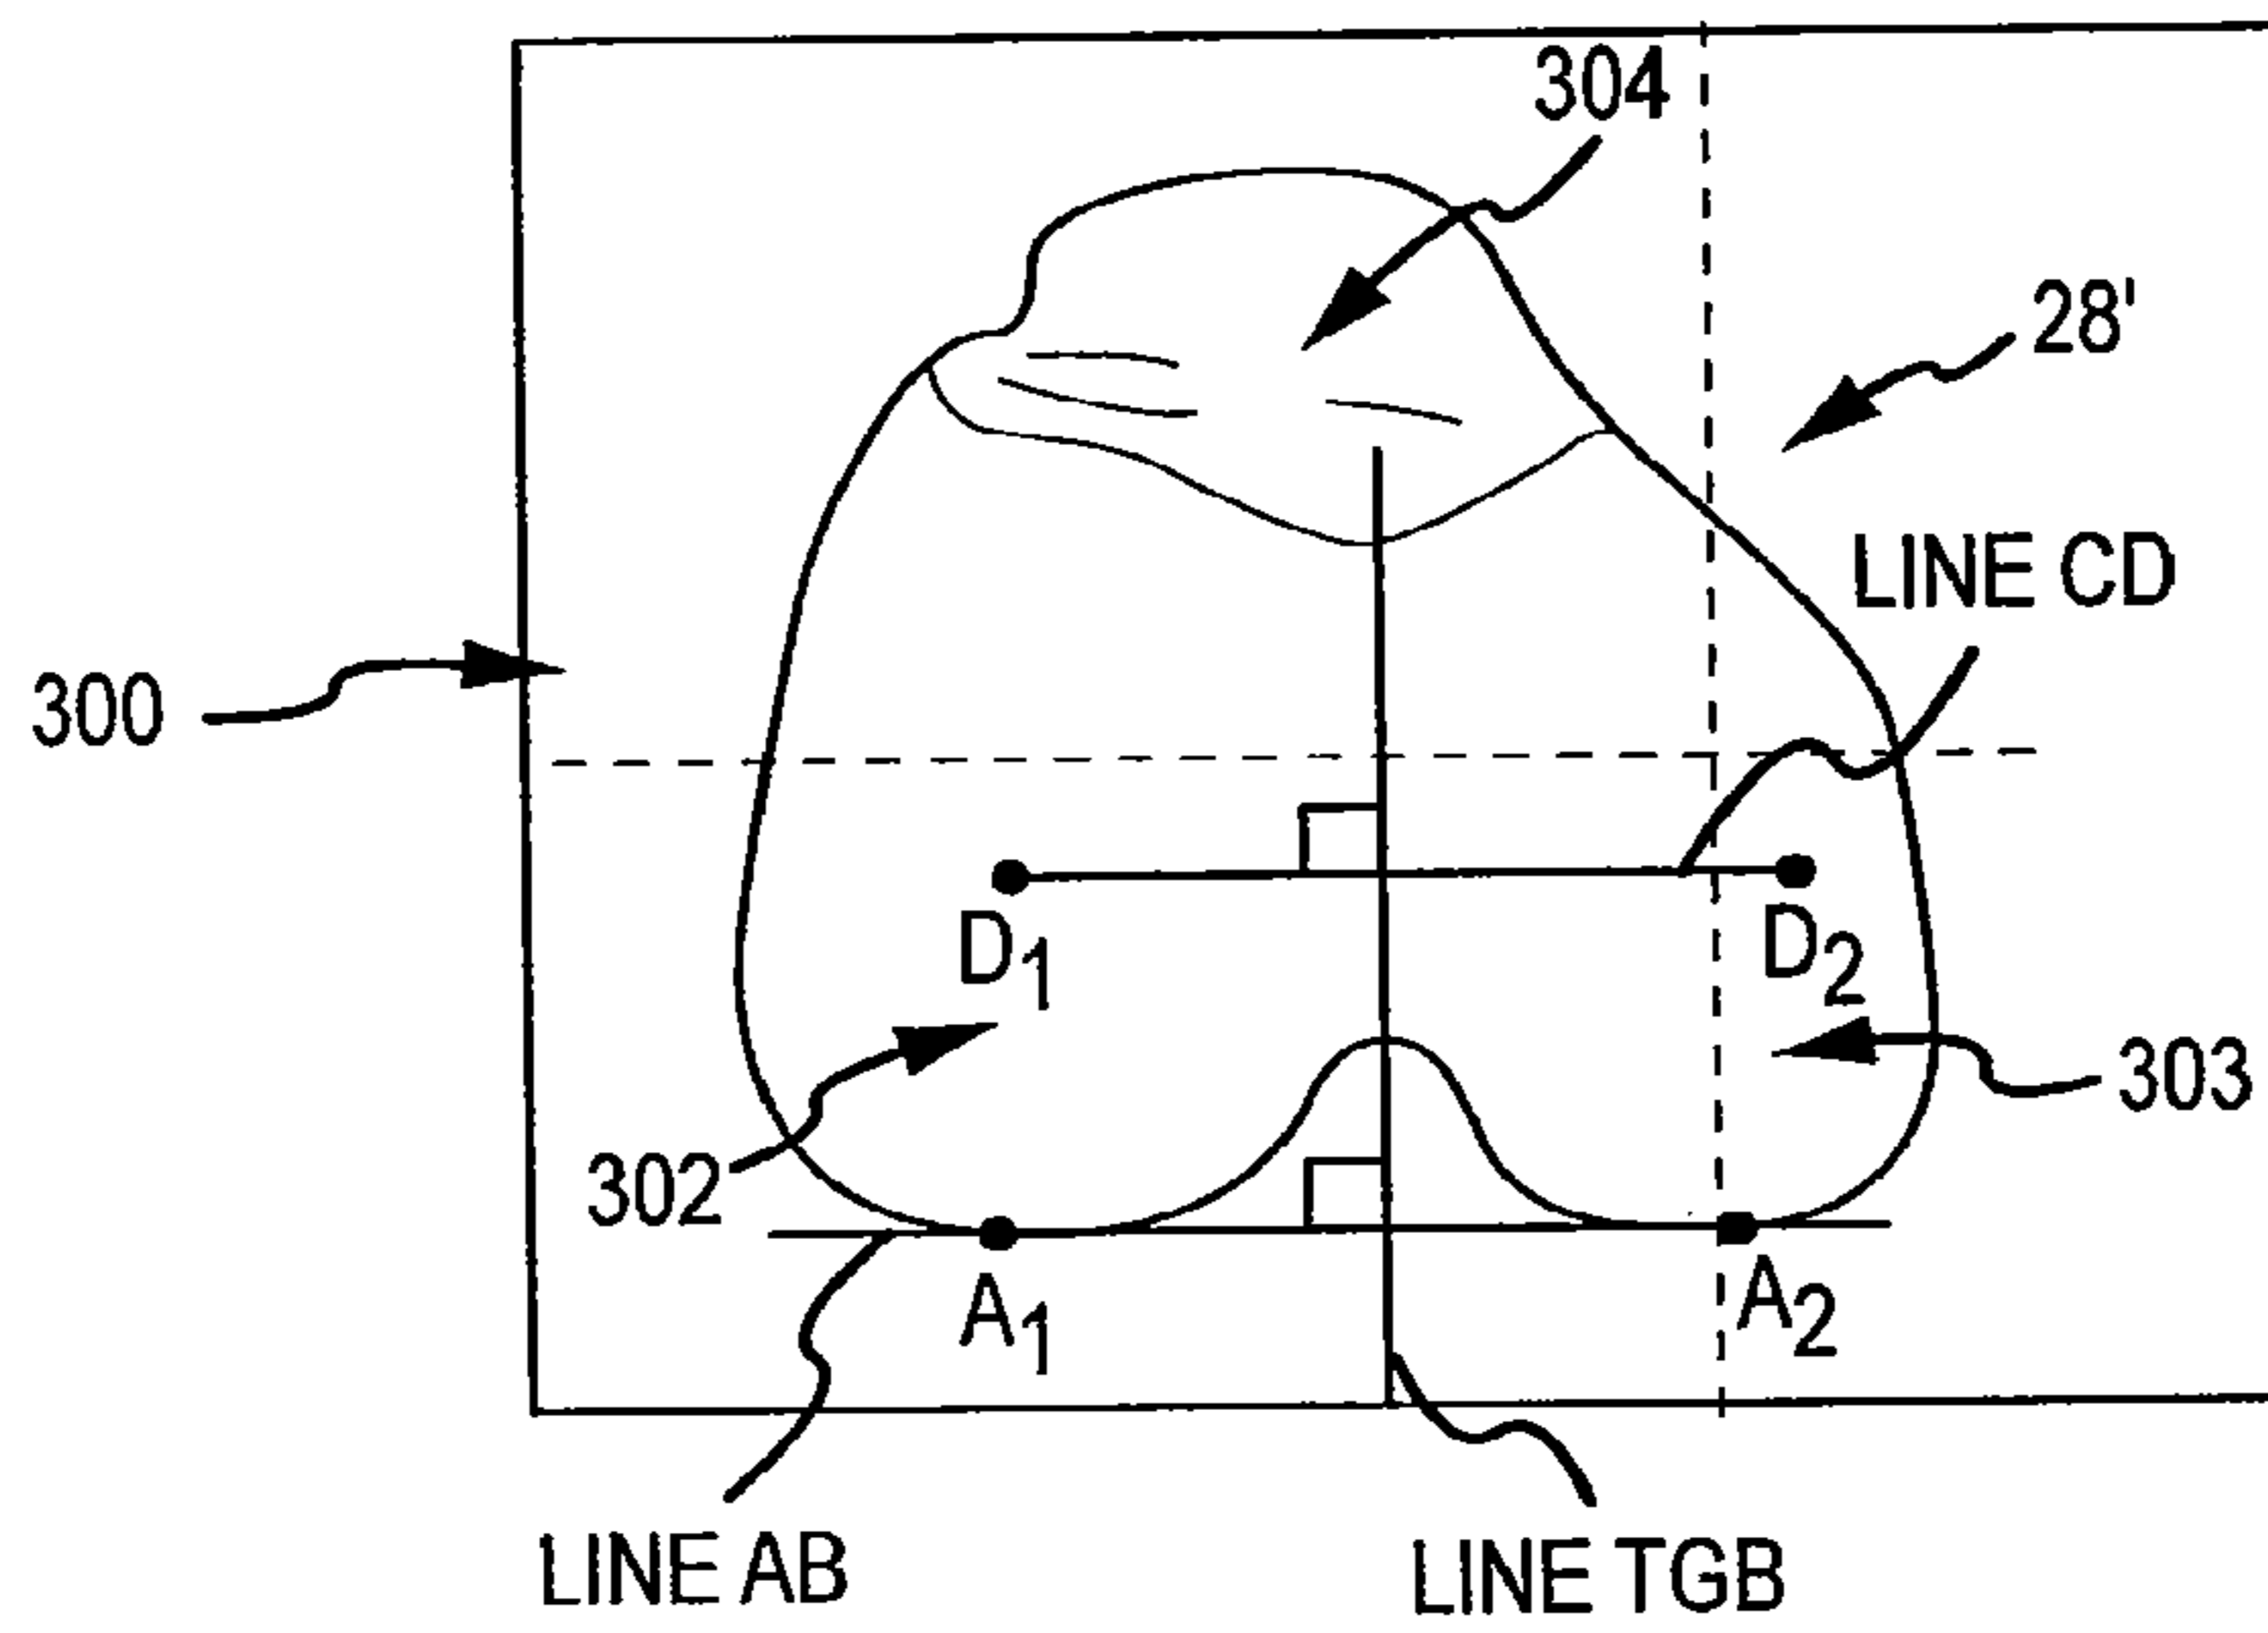 304
28'
LINE CD
300
D1
D2
302
303
A1
A2
LINE AB
LINE TGB